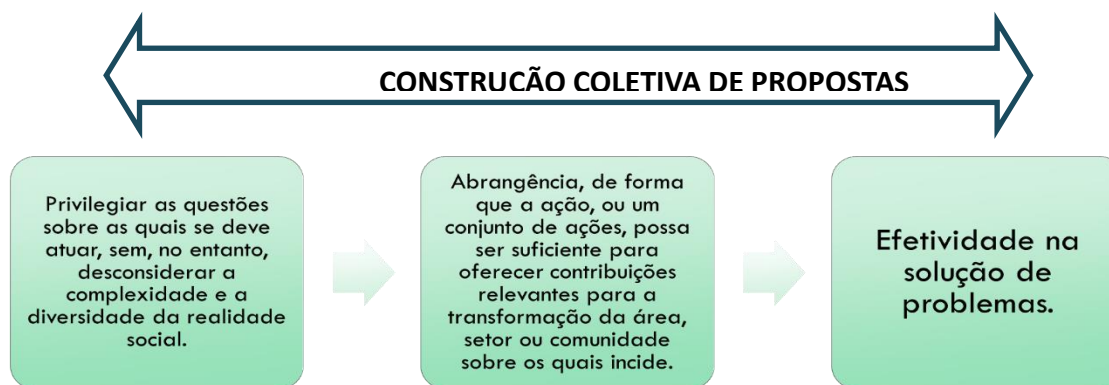 CONSTRUCÃO COLETIVA DE PROPOSTAS
Privilegiar as questões
sobre as quais se deve
atuar, sem, no entanto,
desconsiderar a
complexidade e a
diversidade da realidade
social.
Abrangência, de forma
que a ação, ou um
conjunto de ações, possa
ser suficiente para
oferecer contribuições
relevantes para a
transformação da área,
setor ou comunidade
sobre os quais incide.
Efetividade na
solução de
problemas.